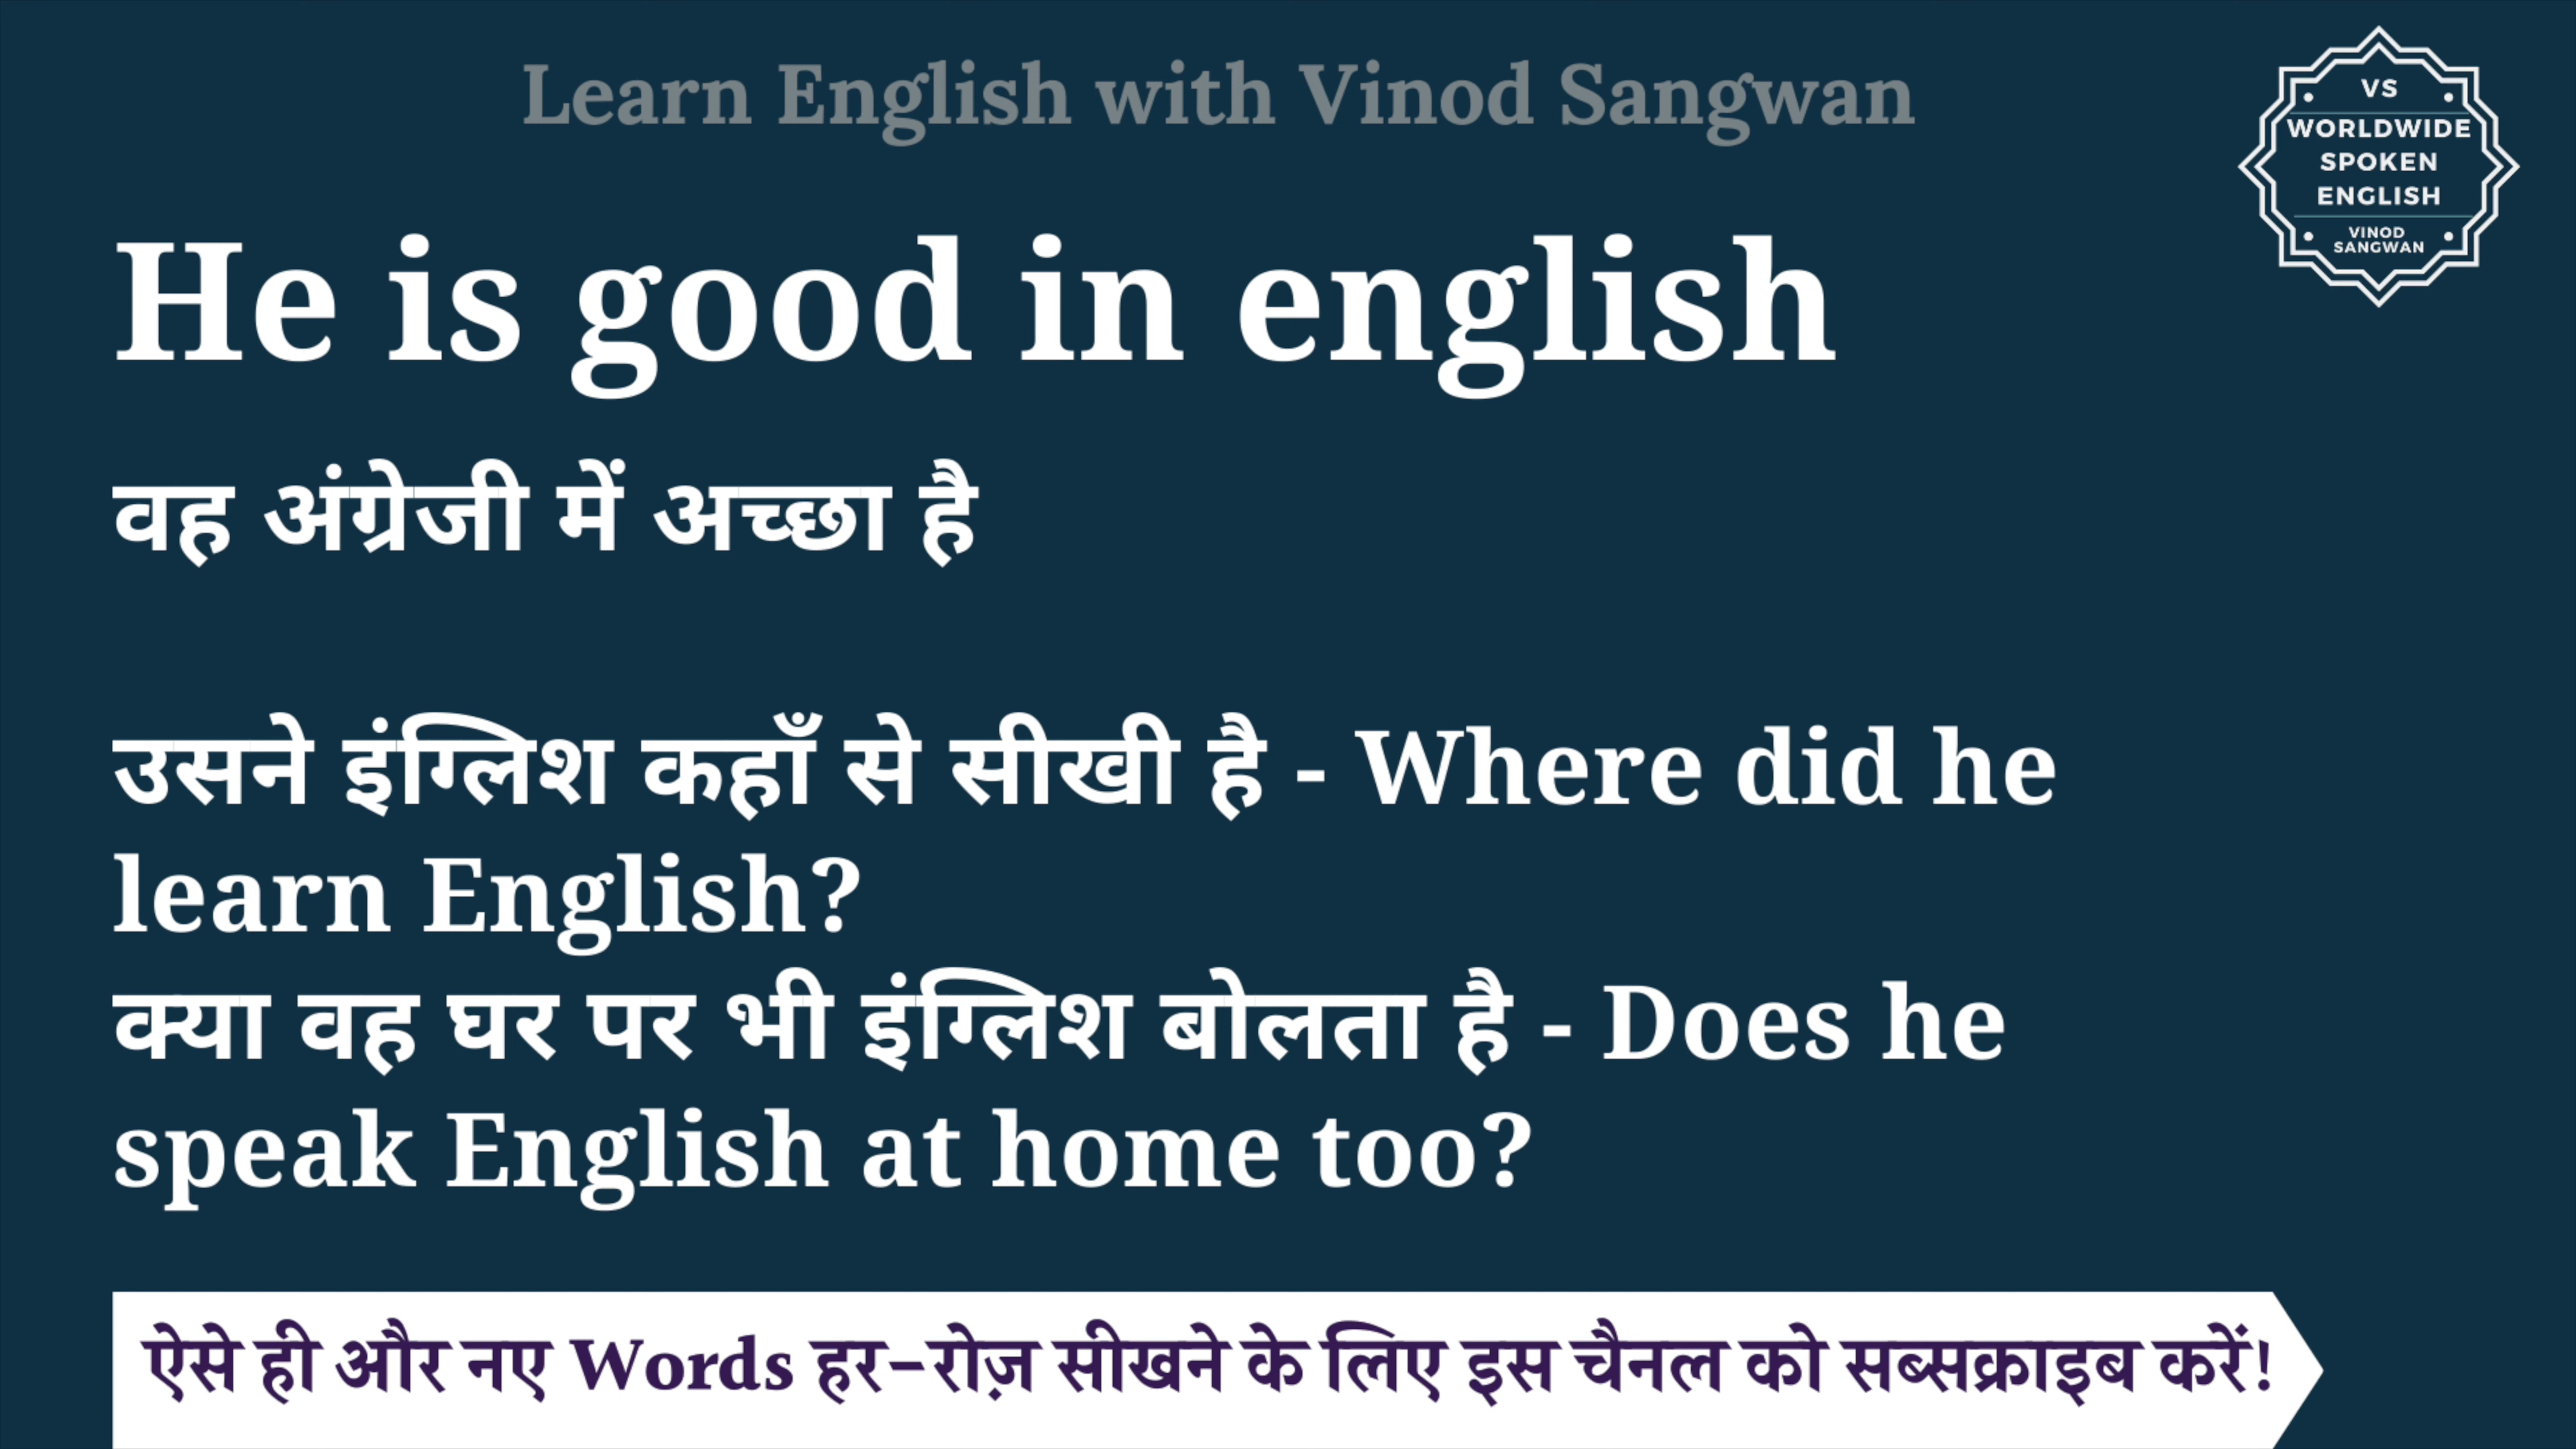 Learn English with Vinod Sangwan
VS
WORLDWIDE
SPOKEN
ENGLISH
VINOD
SANGWAN
He is good in english
वह अंग्रेजी में अच्छा है
उसने इंग्लिश कहाँ से सीखी है - Where did he
learn English?
क्या वह घर पर भी इंग्लिश बोलता है - Does he
speak English at home too?
ऐसे ही और नए Words हर-रोज़ सीखने के लिए इस चैनल को सब्सक्राइब करें!